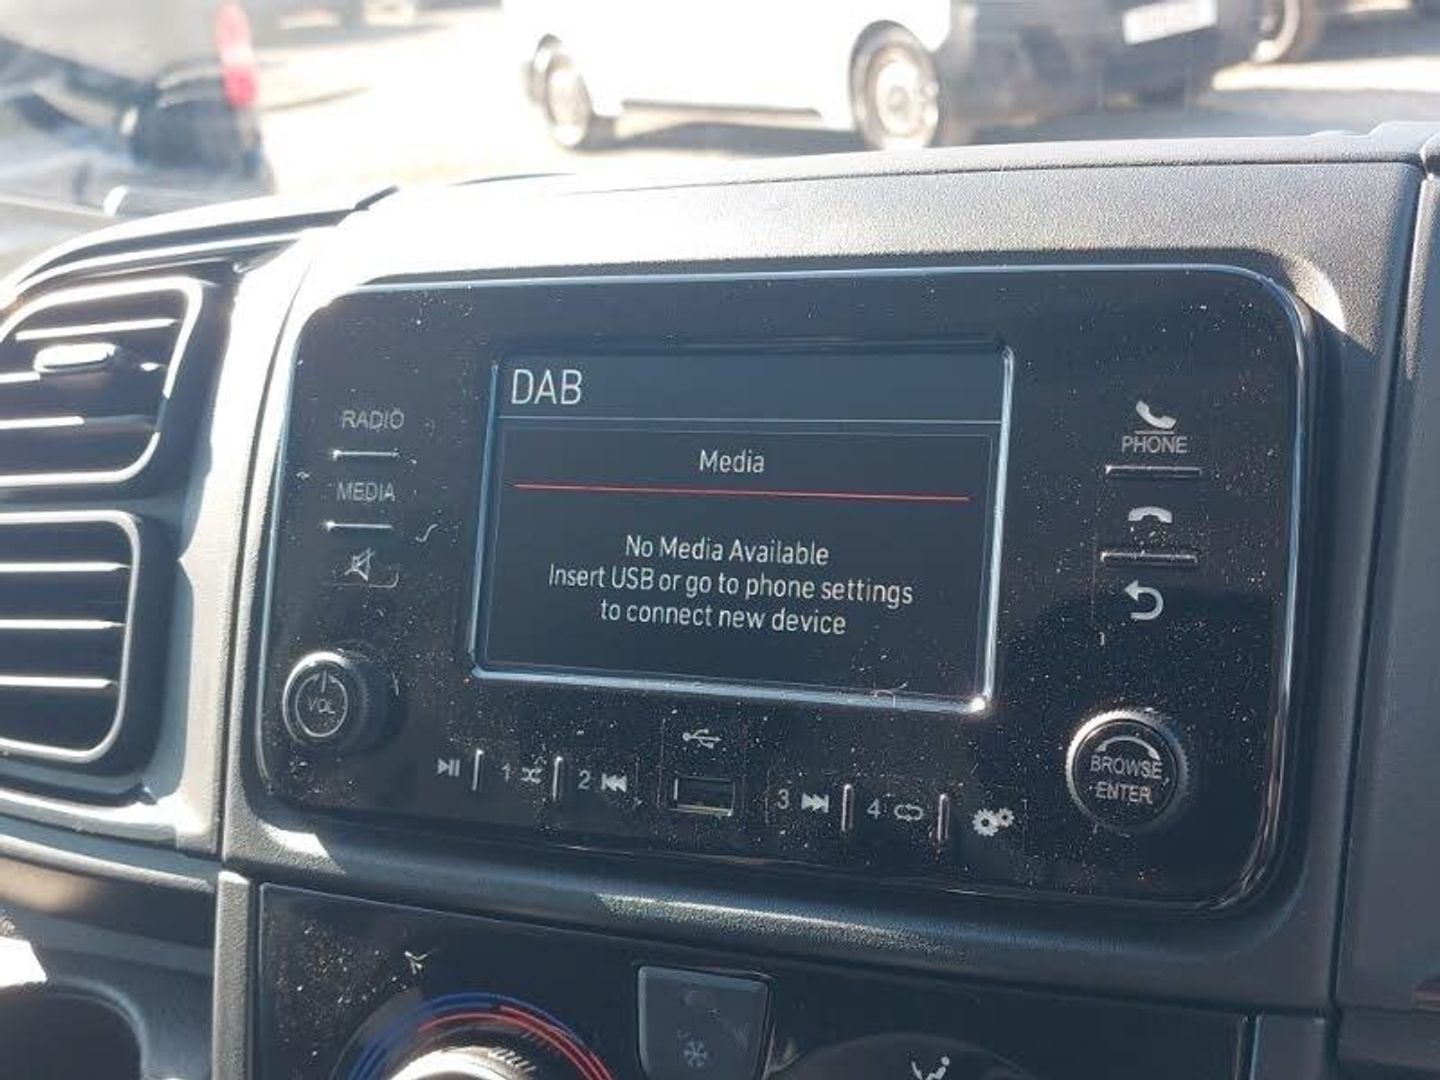 DAB
RADIO
MEDIA
Media
No Media Available
Insert USB or go to phone settings
to connect new device
PHONE
VOL
1
2
3
4
BROWSE
ENTER